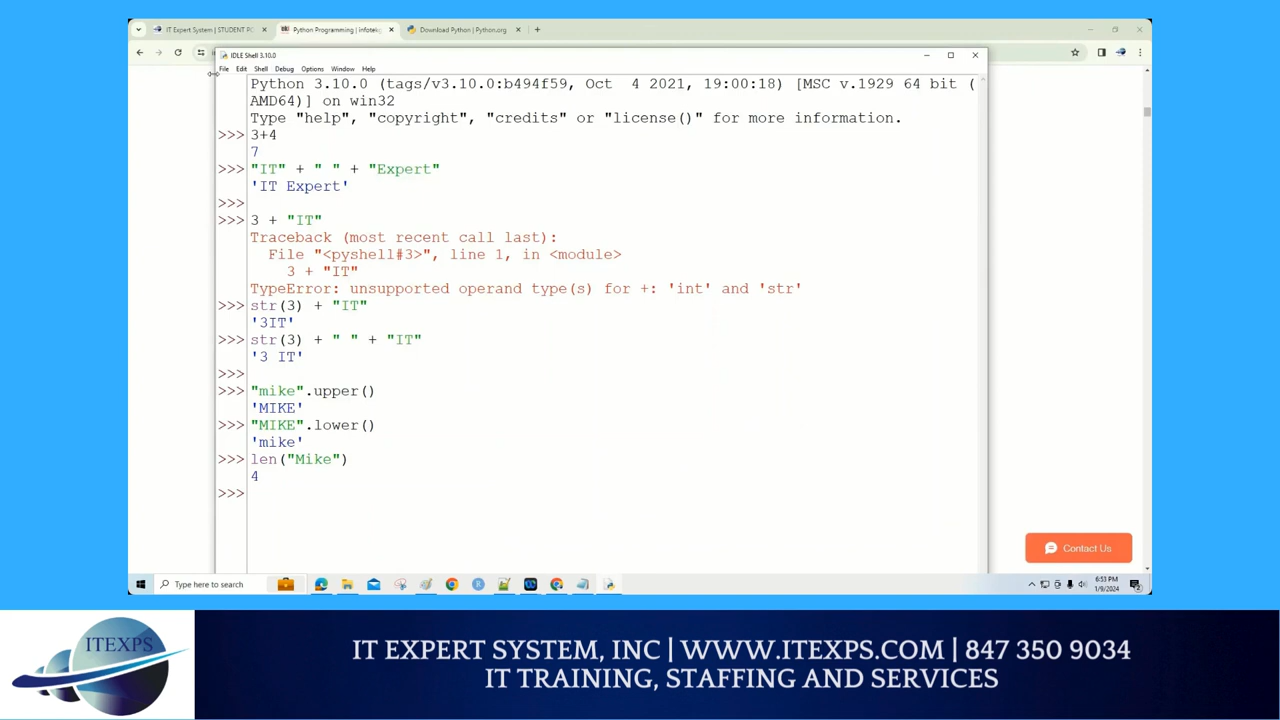 IT Expert System | STUDENT PO
Python Programming | infotek
Download Python | Python.org
IDLE Shell 3.10.0
File Edit Shell Debug Options Window Help
Python 3.10.0 (tags/v3.10.0:b494f59, Oct  4 2021, 19:00:18) [MSC v.1929 64 bit (
AMD64)] on win32
Type "help", "copyright", "credits" or "license()" for more information.
>>> 3+4
7
>>> "IT" + " " + "Expert"
'IT Expert'
>>>
>>> 3 + "IT"
Traceback (most recent call last):
File "<pyshell#3>", line 1, in <module>
3 + "IT"
TypeError: unsupported operand type(s) for +: 'int' and 'str'
>>> str(3) + "IT"
'3IT'
>>> str(3) + " " + "IT"
'3 IT'
>>>
>>> "mike".upper()
'MIKE'
>>> "MIKE".lower()
'mike'
>>> len("Mike")
4
>>>
Contact Us
Type here to search
6:53 PM
1/9/2024
ITEXPS
IT EXPERT SYSTEM, INC | WWW.ITEXPS.COM | 847 350 9034
IT TRAINING, STAFFING AND SERVICES